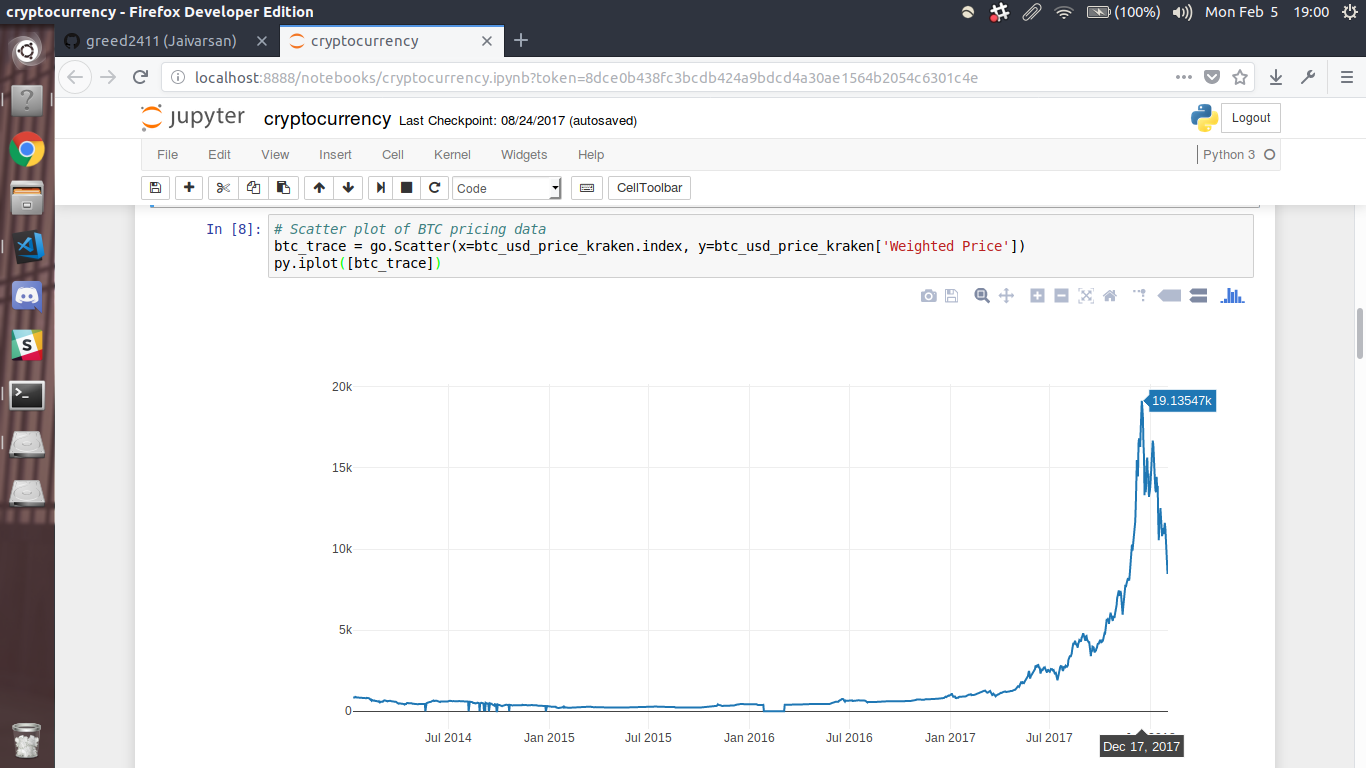 cryptocurrency - Firefox Developer Edition
(100%)
Mon Feb 5 19:00
greed2411 (Jaivarsan)
cryptocurrency
localhost:8888/notebooks/cryptocurrency.ipynb?token=8dce0b438fc3bcdb424a9bdcd4a30ae1564b2054c6301c4e
jupyter
cryptocurrency Last Checkpoint: 08/24/2017 (autosaved)
Logout
File Edit View Insert Cell Kernel Widgets Help
Python 3
Code
CellToolbar
In [8]:
# Scatter plot of BTC pricing data
btc_trace = go.Scatter(x=btc_usd_price_kraken.index, y=btc_usd_price_kraken['Weighted Price'])
py.iplot([btc_trace])
20k
19.13547k
15k
10k
5k
0
Jul 2014 Jan 2015 Jul 2015 Jan 2016 Jul 2016 Jan 2017 Jul 2017
Dec 17, 2017